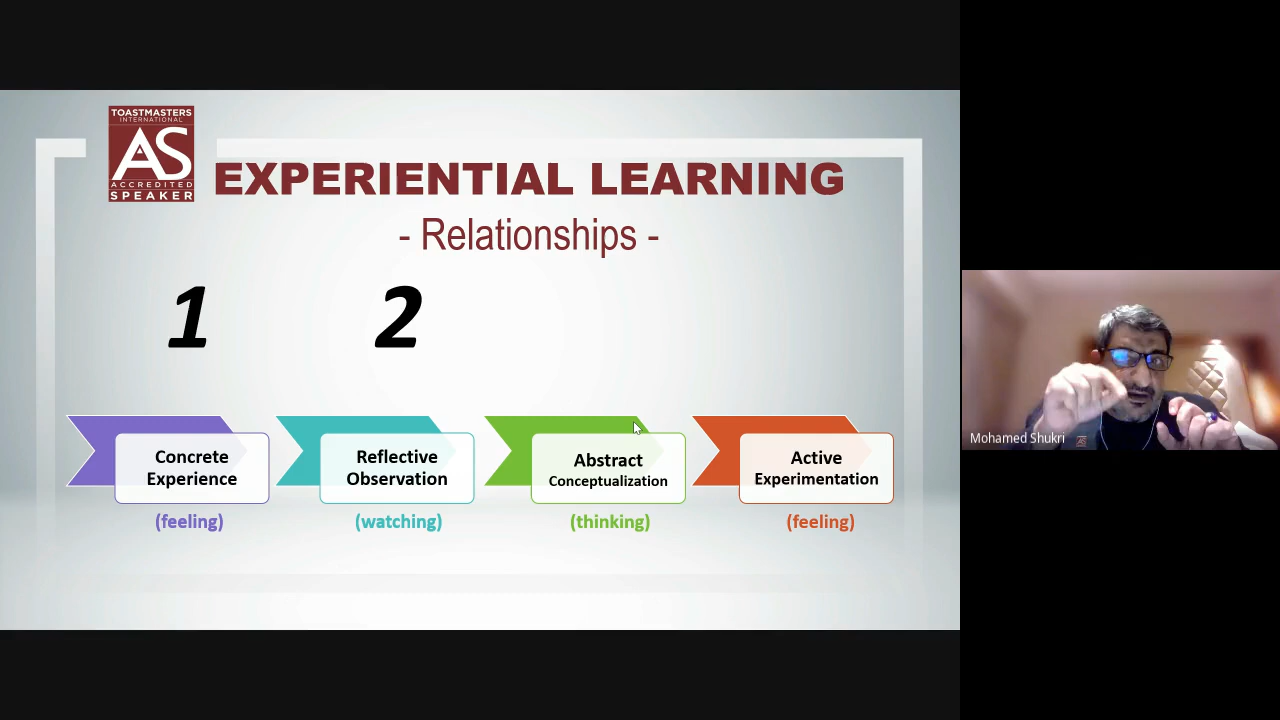 TOASTMASTERS
INTERNATIONAL
AS
ACCREDITED
SPEAKER
EXPERIENTIAL LEARNING
- Relationships -
1 2
Concrete
Experience
(feeling)
Reflective
Observation
(watching)
Abstract
Conceptualization
(thinking)
Active
Experimentation
(feeling)
Mohamed Shukri